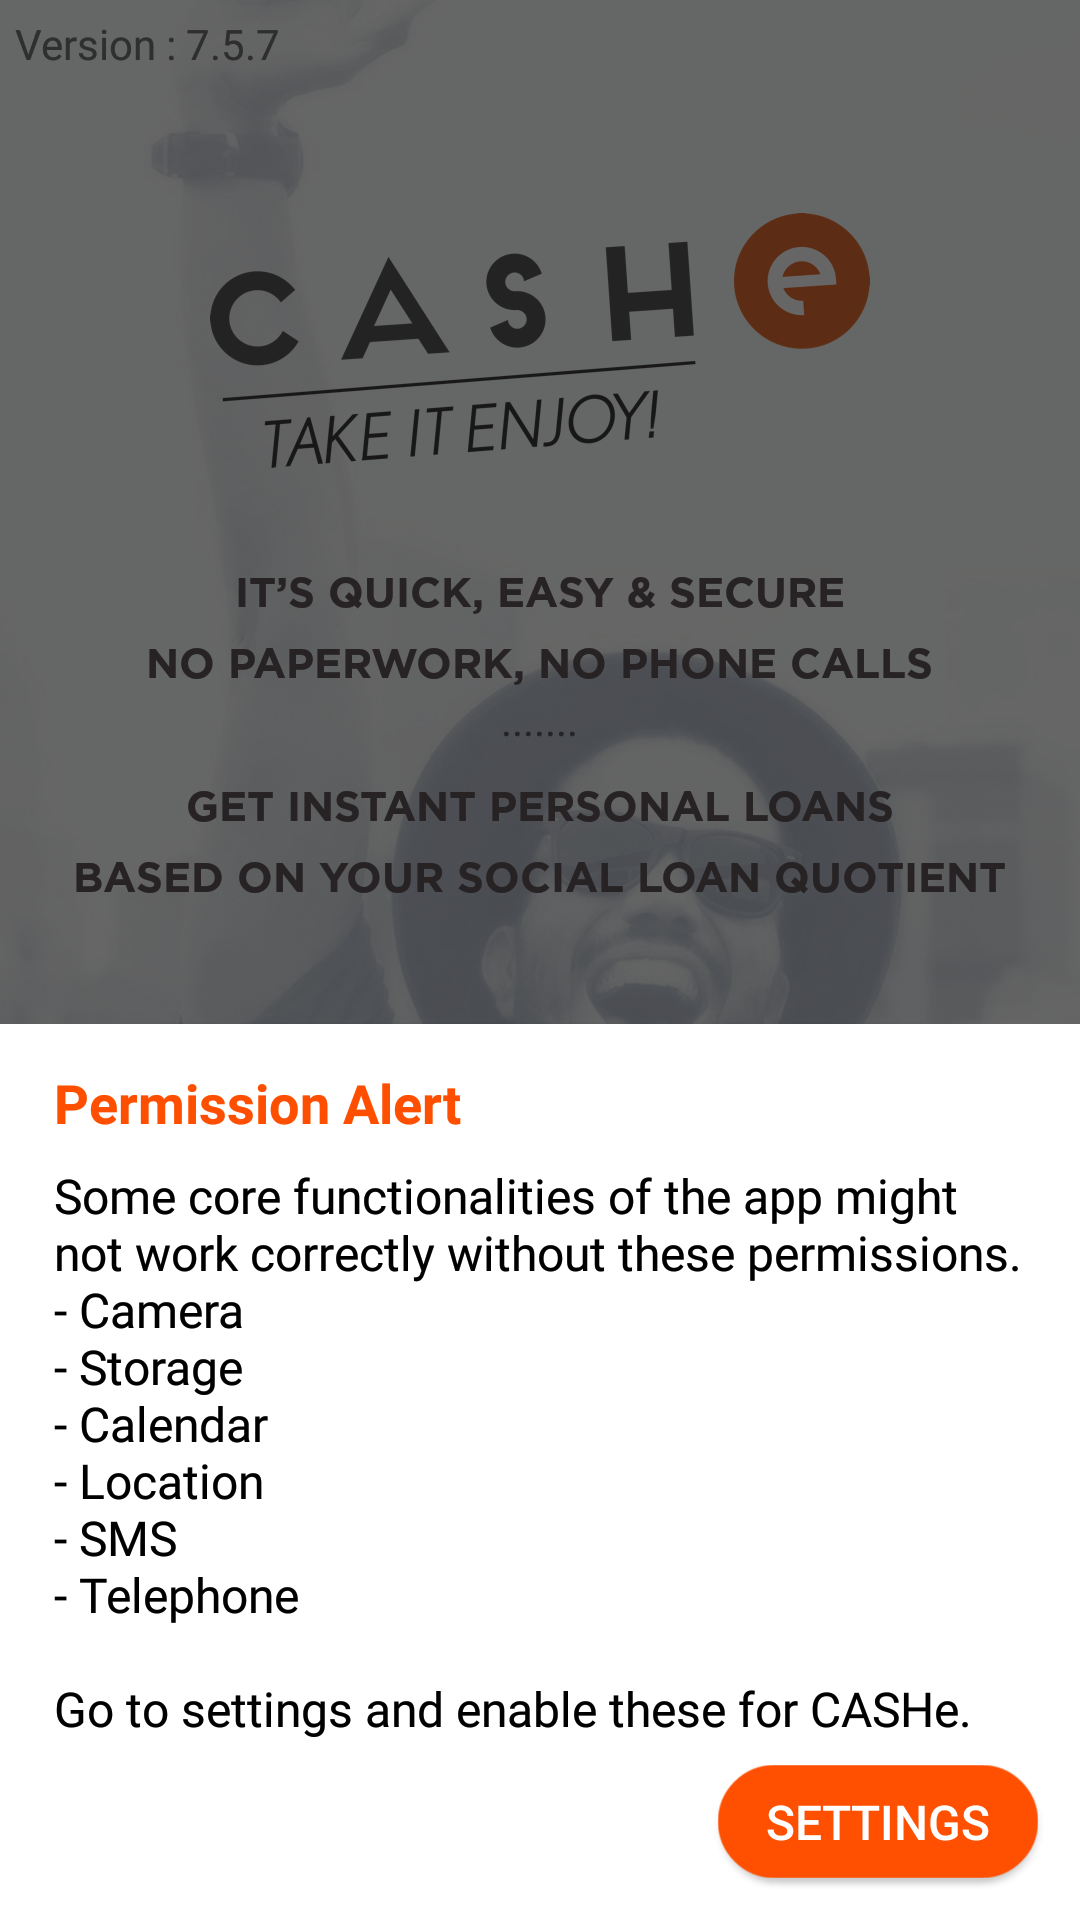 Version : 7.5.7
CASHe
TAKE IT ENJOY!
IT’S QUICK, EASY & SECURE
NO PAPERWORK, NO PHONE CALLS
.......
GET INSTANT PERSONAL LOANS
BASED ON YOUR SOCIAL LOAN QUOTIENT
Permission Alert
Some core functionalities of the app might
not work correctly without these permissions.
- Camera
- Storage
- Calendar
- Location
- SMS
- Telephone
Go to settings and enable these for CASHe.
SETTINGS